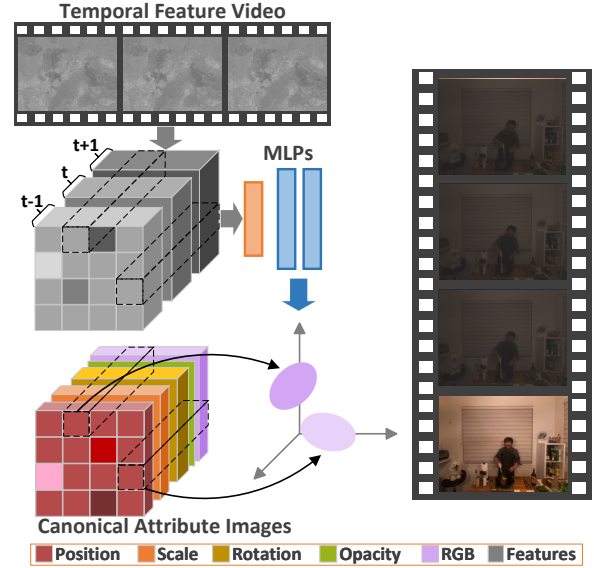 Temporal Feature Video
t+1
t
t-1
MLPs
Canonical Attribute Images
Position Scale Rotation Opacity RGB Features